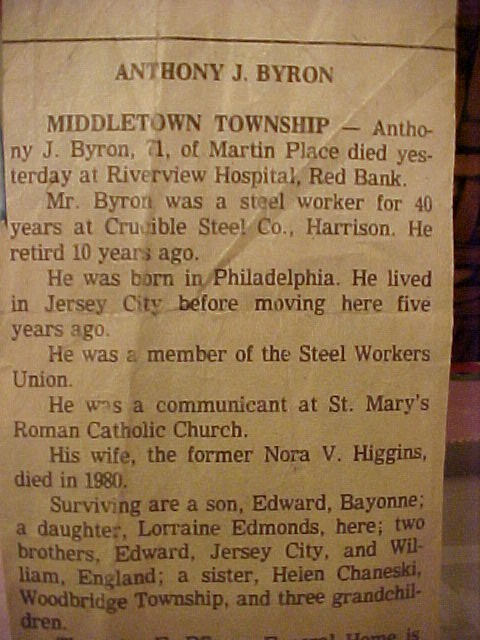 ANTHONY J. BYRON
MIDDLETOWN TOWNSHIP — Antho-
ny J. Byron, 71, of Martin Place died yes-
terday at Riverview Hospital, Red Bank.
Mr. Byron was a steel worker for 40
years at Crucible Steel Co., Harrison. He
retird 10 years ago.
He was born in Philadelphia. He lived
in Jersey City before moving here five
years ago.
He was a member of the Steel Workers
Union.
He was a communicant at St. Mary's
Roman Catholic Church.
His wife, the former Nora V. Higgins,
died in 1980.
Surviving are a son, Edward, Bayonne;
a daughter, Lorraine Edmonds, here; two
brothers, Edward, Jersey City, and Wil-
liam, England; a sister, Helen Chaneski,
Woodbridge Township, and three grandchil-
dren.
Funeral Home is